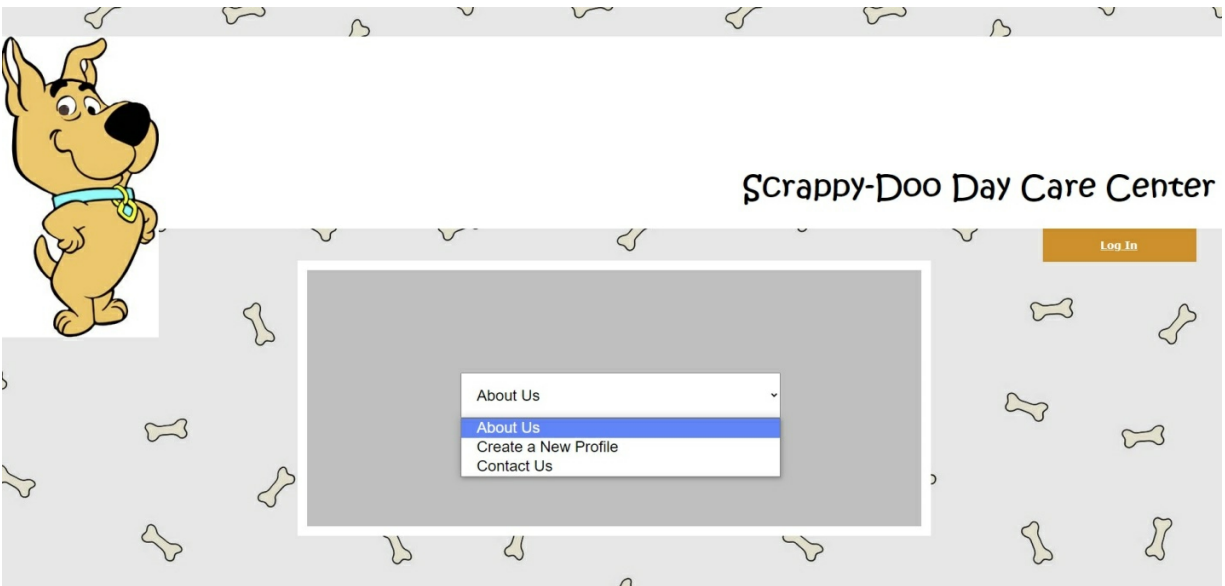 Scrappy-Doo Day Care Center
Log In
About Us
About Us
Create a New Profile
Contact Us